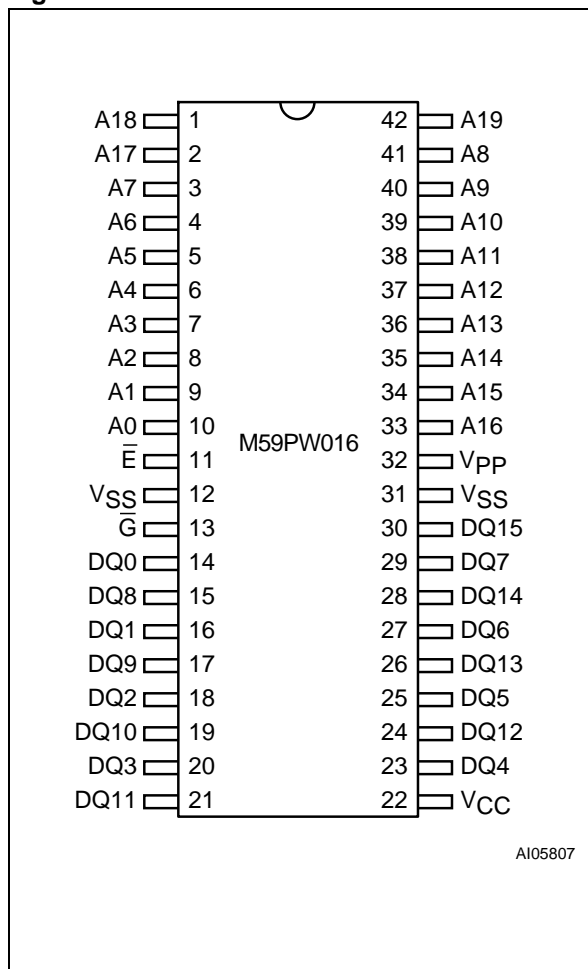 A18 1 42 A19
A17 2 41 A8
A7 3 40 A9
A6 4 39 A10
A5 5 38 A11
A4 6 37 A12
A3 7 36 A13
A2 8 35 A14
A1 9 34 A15
A0 10 33 A16
M59PW016
E̅ 11 32 VPP
VSS 12 31 VSS
G̅ 13 30 DQ15
DQ0 14 29 DQ7
DQ8 15 28 DQ14
DQ1 16 27 DQ6
DQ9 17 26 DQ13
DQ2 18 25 DQ5
DQ10 19 24 DQ12
DQ3 20 23 DQ4
DQ11 21 22 VCC
AI05807